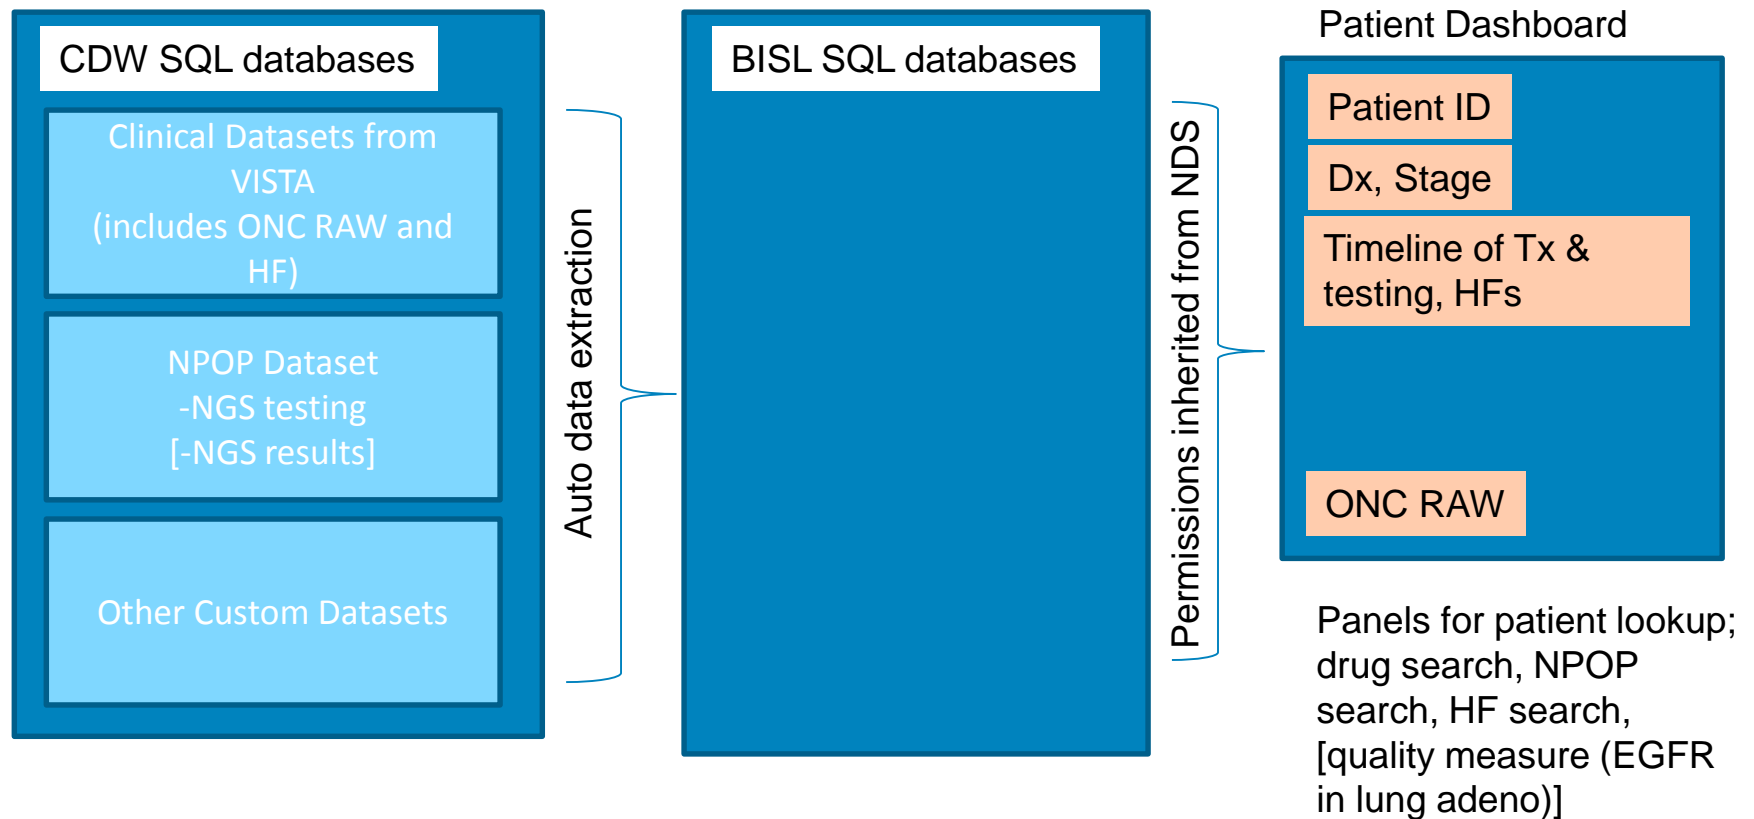 CDW SQL databases
Clinical Datasets from
VISTA
(includes ONC RAW and
HF)
NPOP Dataset
-NGS testing
[-NGS results]
Other Custom Datasets
Auto data extraction
BISL SQL databases
Permissions inherited from NDS
Patient Dashboard
Patient ID
Dx, Stage
Timeline of Tx &
testing, HFs
ONC RAW
Panels for patient lookup;
drug search, NPOP
search, HF search,
[quality measure (EGFR
in lung adeno)]